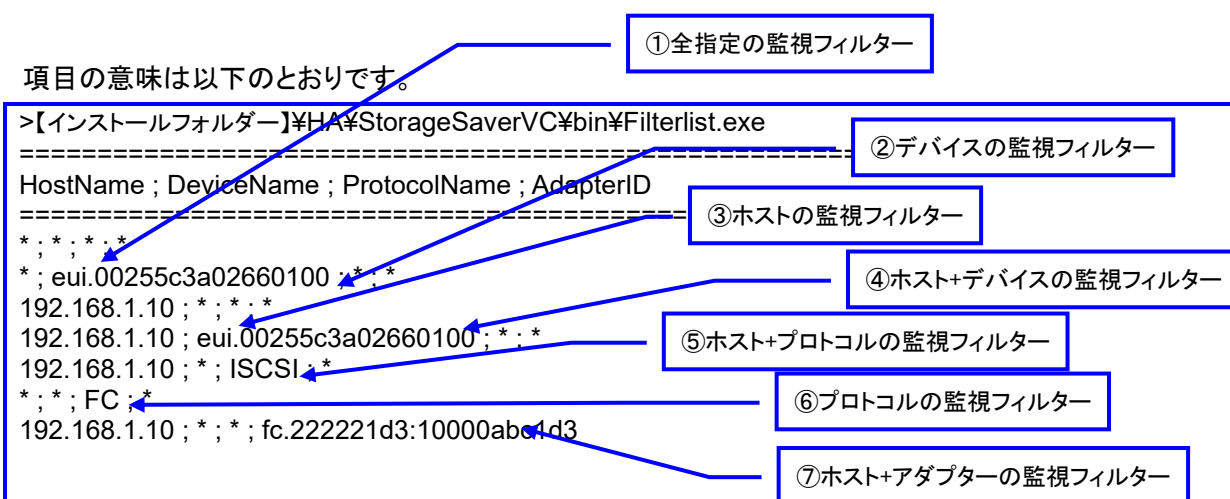 ①全指定の監視フィルター
項目の意味は以下のとおりです。
>【インストールフォルダー】¥HA¥StorageSaverVC¥bin¥Filterlist.exe
②デバイスの監視フィルター
======================================================
HostName ; DeviceName ; ProtocolName ; AdapterID
③ホストの監視フィルター
===========================================
* ; * ; * ; *
* ; eui.00255c3a02660100 ; * ; *
④ホスト+デバイスの監視フィルター
192.168.1.10 ; * ; * ; *
192.168.1.10 ; eui.00255c3a02660100 ; * ; *
⑤ホスト+プロトコルの監視フィルター
192.168.1.10 ; * ; ISCSI ; *
* ; * ; FC ; *
⑥プロトコルの監視フィルター
192.168.1.10 ; * ; * ; fc.222221d3:10000abc1d3
⑦ホスト+アダプターの監視フィルター